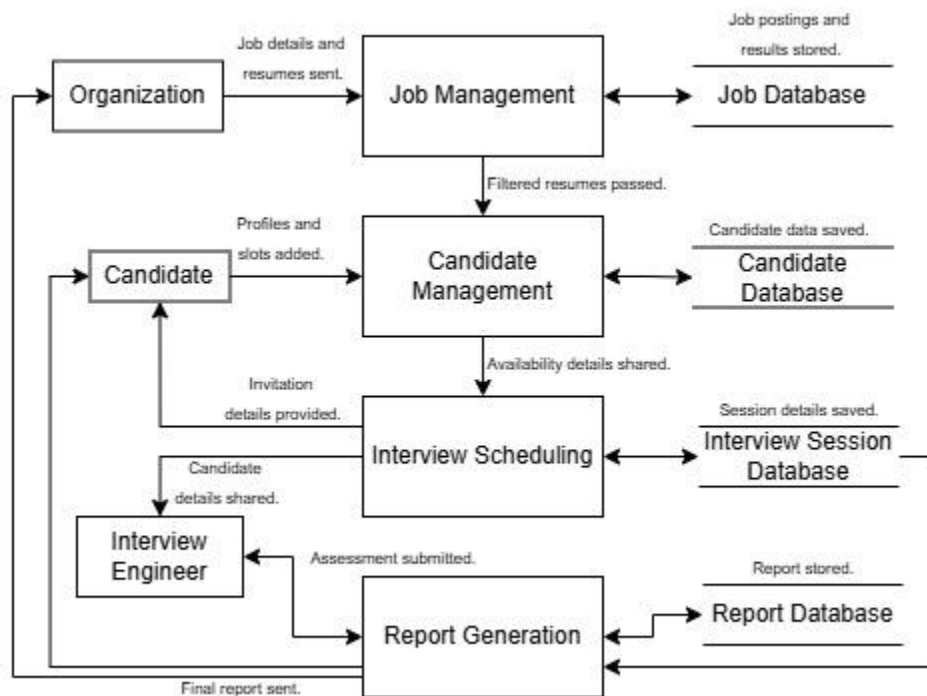 Job details and
resumes sent.
Job postings and
results stored.
Organization
Job Management
Job Database
Filtered resumes passed.
Profiles and
slots added.
Candidate data saved.
Candidate
Candidate
Management
Candidate
Database
Availability details shared.
Invitation
details provided.
Session details saved.
Candidate
details shared.
Interview Scheduling
Interview Session
Database
Interview
Engineer
Assessment submitted.
Report stored.
Report Generation
Report Database
Final report sent.